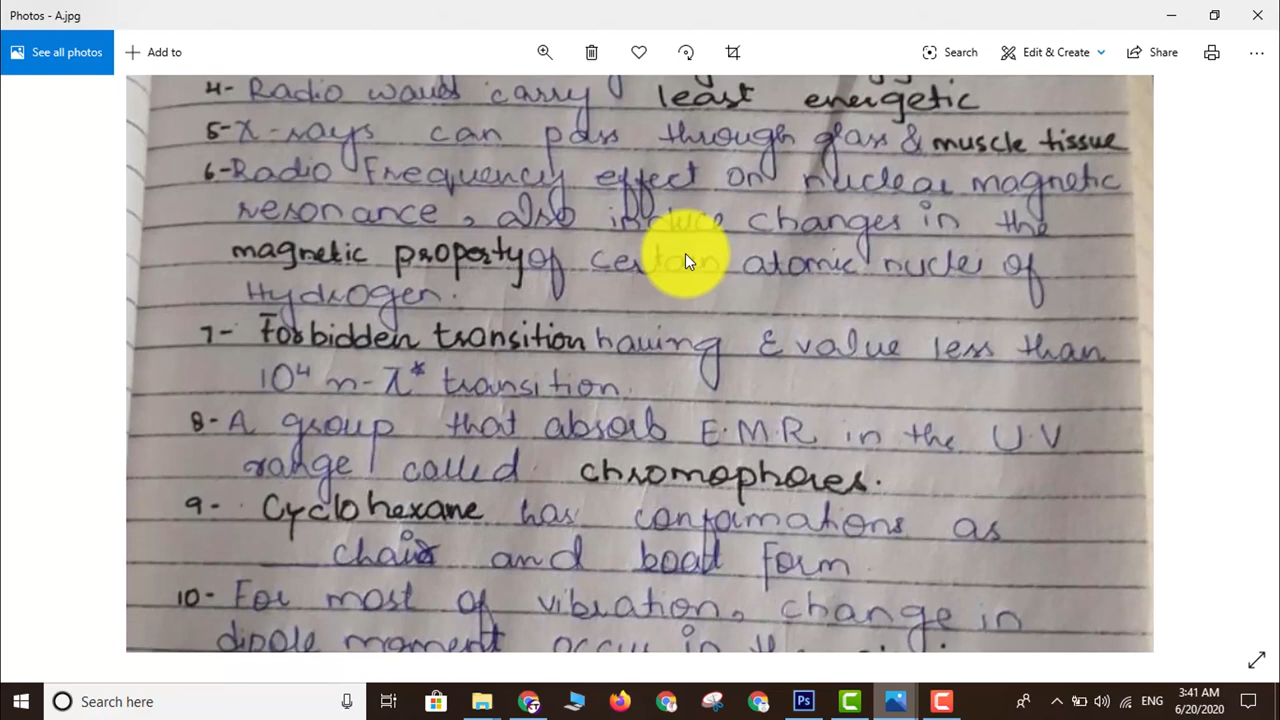 Photos - A.jpg
See all photos
Add to
Search
Edit & Create
Share
4- Radio waves carry least energetic
5- X-rays can pass through glass & muscle tissue
6- Radio Frequency effect on nuclear magnetic
resonance, also induce changes in the
magnetic property of certain atomic nuclei of
Hydrogen.
7- Forbidden transition having ε value less than
10⁴ n-π* transition.
8- A group that absorb E.M.R in the U.V
range called chromophores.
9- Cyclohexane has confamations as
chair and boat form
10- For most of vibration, change in
dipole moment occur in the
Search here
ENG
3:41 AM
6/20/2020